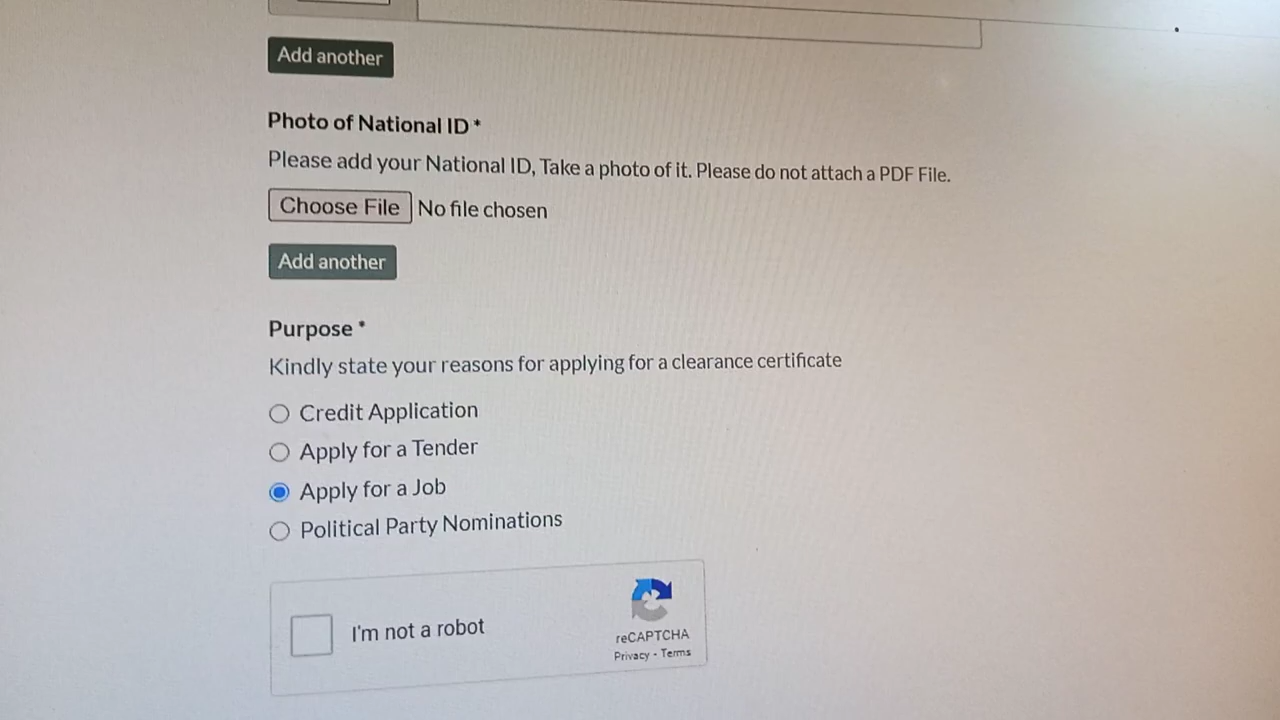 Add another
Photo of National ID *
Please add your National ID, Take a photo of it. Please do not attach a PDF File.
Choose File No file chosen
Add another
Purpose *
Kindly state your reasons for applying for a clearance certificate
Credit Application
Apply for a Tender
Apply for a Job
Political Party Nominations
I'm not a robot
reCAPTCHA
Privacy - Terms